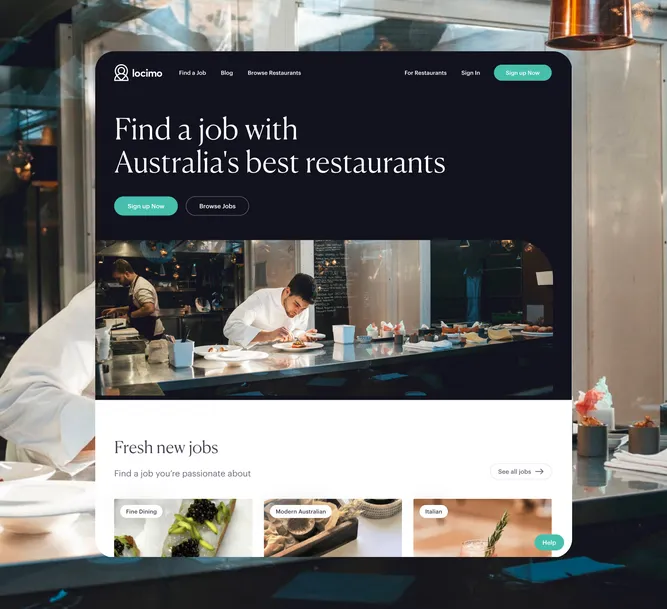 locimo
Find a Job
Blog
Browse Restaurants
For Restaurants
Sign In
Sign up Now
Find a job with
Australia's best restaurants
Sign up Now
Browse Jobs
Fresh new jobs
Find a job you're passionate about
See all jobs
Fine Dining
Modern Australian
Italian
Help